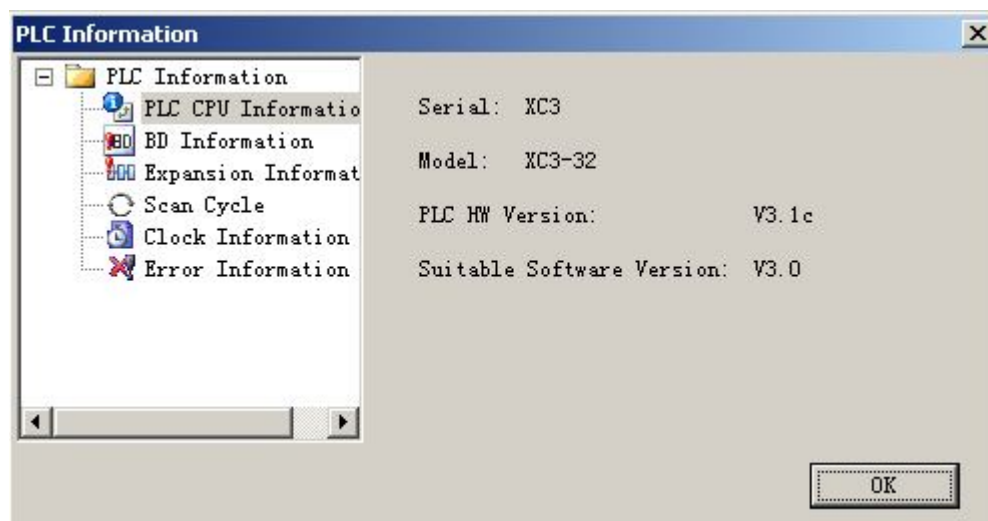 PLC Information
PLC Information
PLC CPU Informatio
BD Information
Expansion Informat
Scan Cycle
Clock Information
Error Information
Serial: XC3
Model: XC3-32
PLC HW Version: V3.1c
Suitable Software Version: V3.0
OK